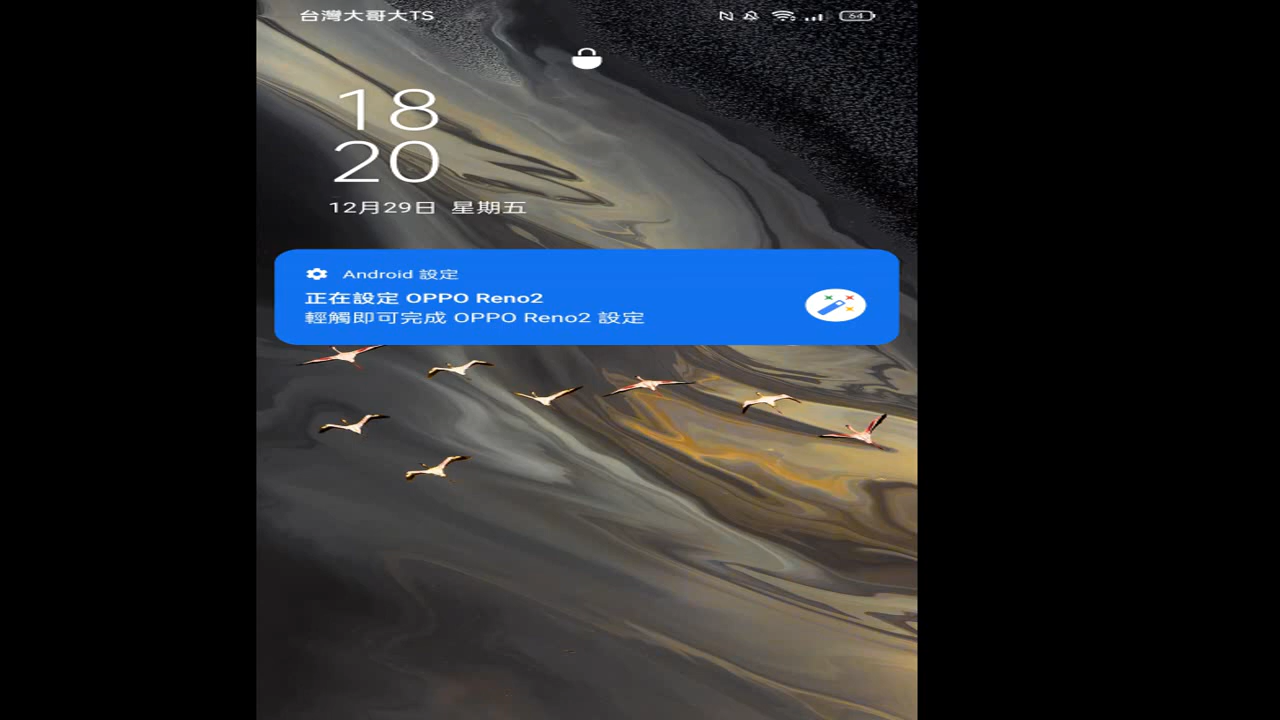 台灣大哥大TS
64
18
20
12月29日 星期五
Android 設定
正在設定 OPPO Reno2
輕觸即可完成 OPPO Reno2 設定